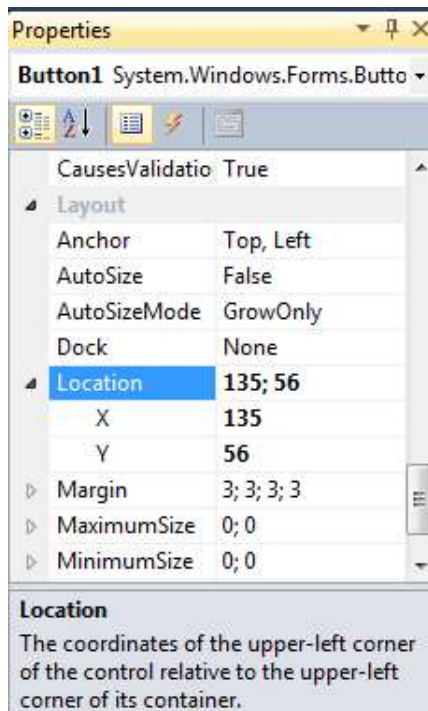 Properties
Button1 System.Windows.Forms.Butto
CausesValidatio True
Layout
Anchor Top, Left
AutoSize False
AutoSizeMode GrowOnly
Dock None
Location 135; 56
X 135
Y 56
Margin 3; 3; 3; 3
MaximumSize 0; 0
MinimumSize 0; 0
Location
The coordinates of the upper-left corner
of the control relative to the upper-left
corner of its container.